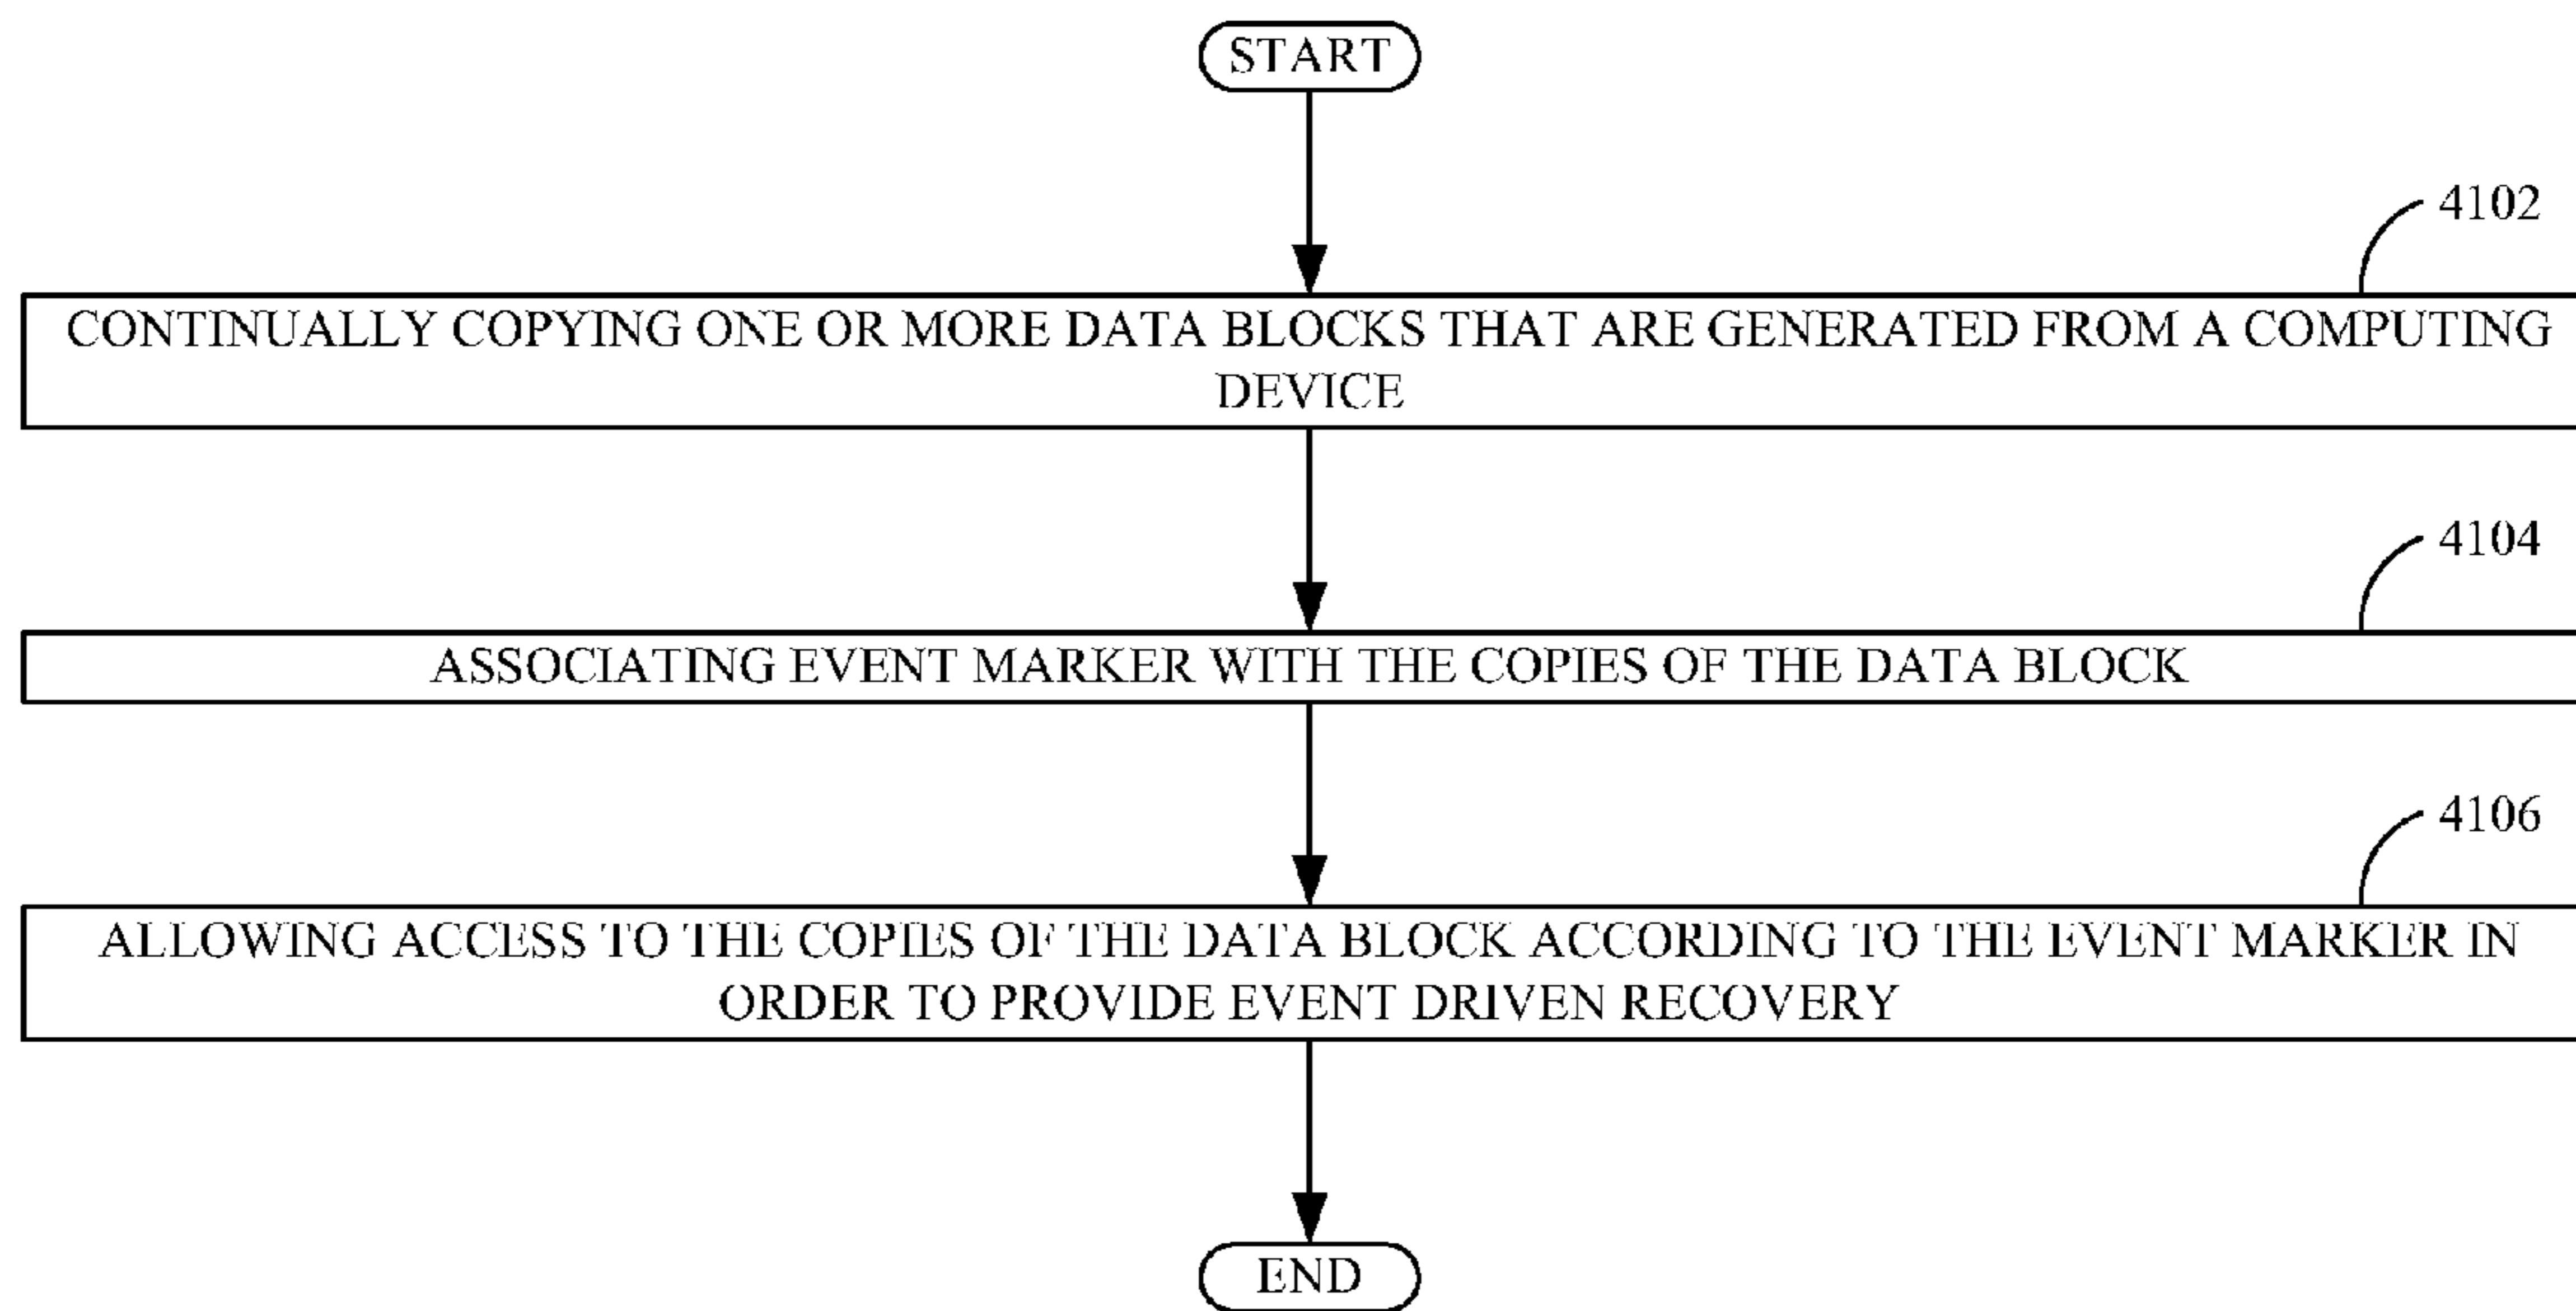 START
4102
CONTINUALLY COPYING ONE OR MORE DATA BLOCKS THAT ARE GENERATED FROM A COMPUTING
DEVICE
4104
ASSOCIATING EVENT MARKER WITH THE COPIES OF THE DATA BLOCK
4106
ALLOWING ACCESS TO THE COPIES OF THE DATA BLOCK ACCORDING TO THE EVENT MARKER IN
ORDER TO PROVIDE EVENT DRIVEN RECOVERY
END